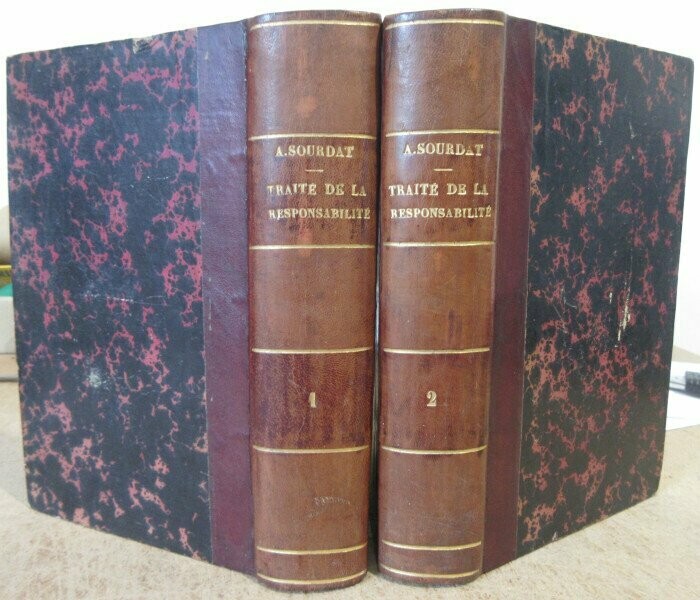 A.SOURDAT
TRAITÉ DE LA
RESPONSABILITÉ
1
A.SOURDAT
TRAITÉ DE LA
RESPONSABILITÉ
2